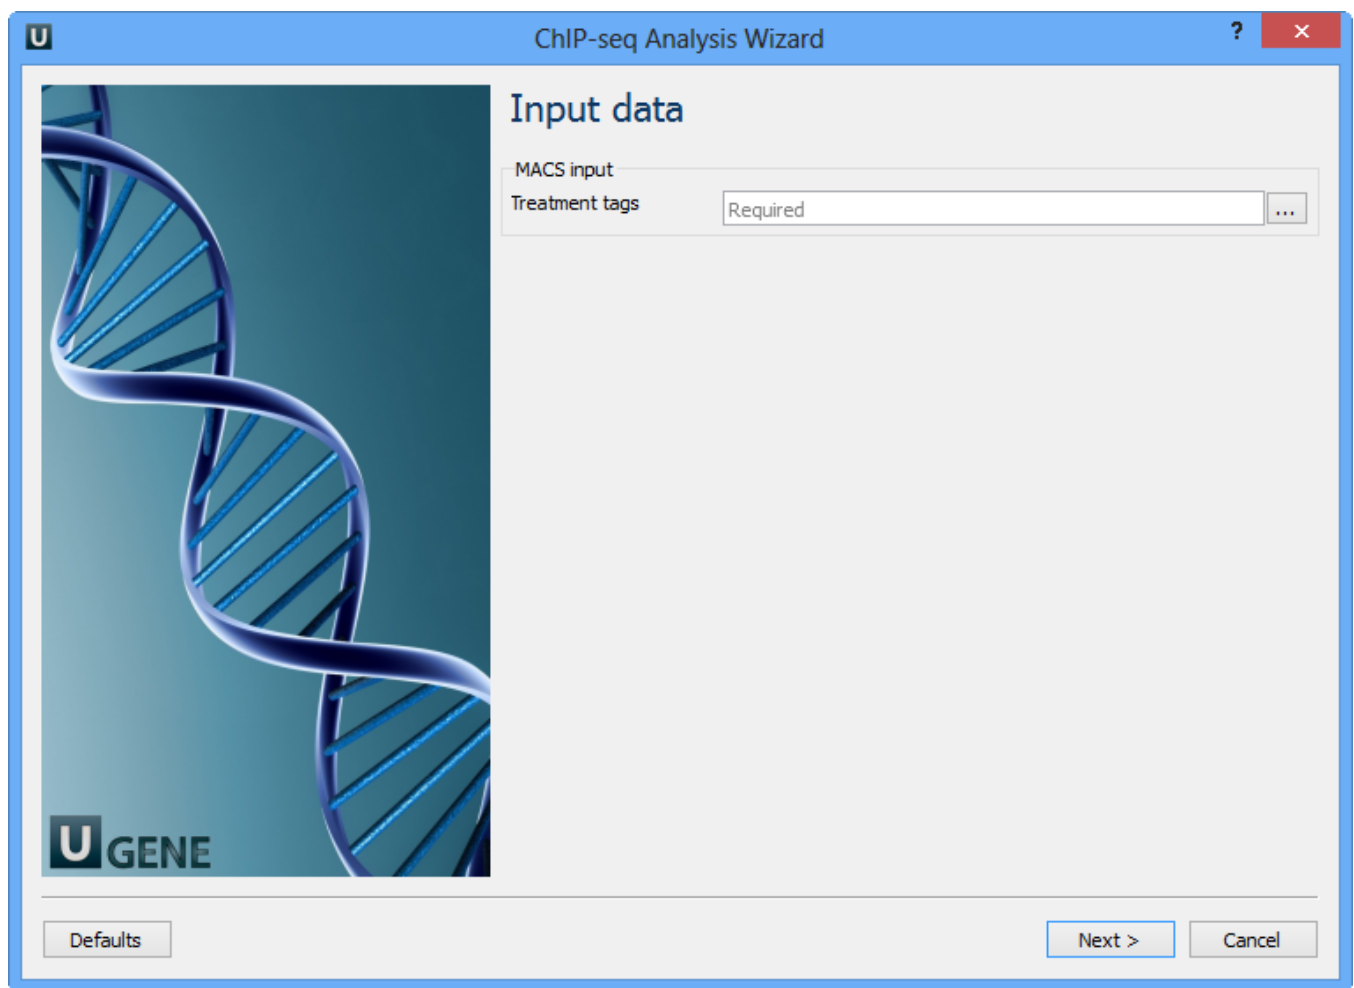 U
ChIP-seq Analysis Wizard
?
×
Input data
MACS input
Treatment tags
Required
...
U GENE
Defaults
Next >
Cancel